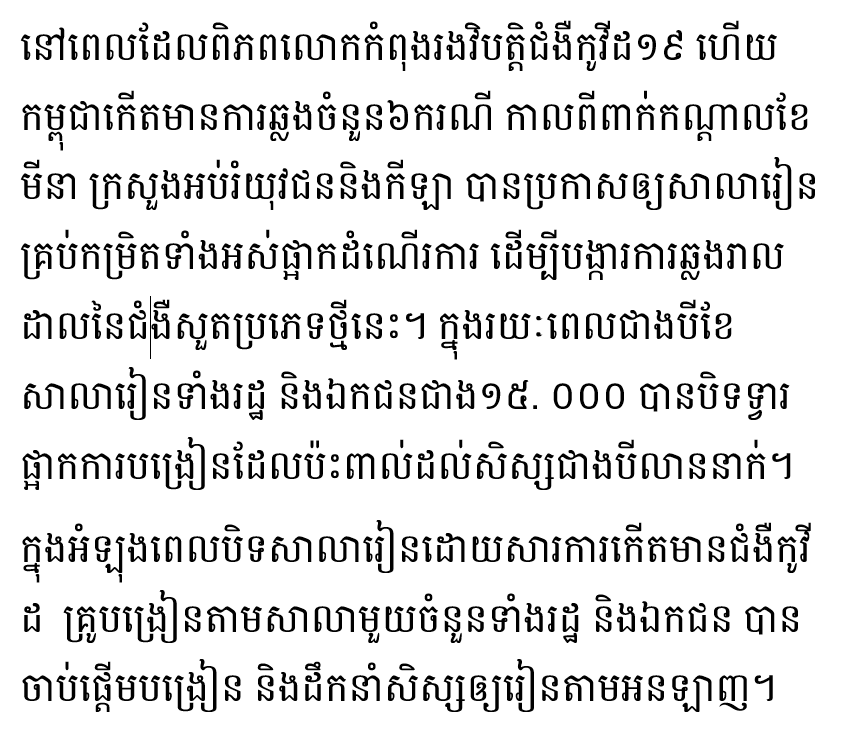 នៅពេលដែលពិភពលោកកំពុងរងវិបត្តិជំងឺកូវីដ១៩ ហើយ
កម្ពុជាកើតមានការឆ្លងចំនួន៦ករណី កាលពីពាក់កណ្តាលខែ
មីនា ក្រសួងអប់រំយុវជននិងកីឡា បានប្រកាសឲ្យសាលារៀន
គ្រប់កម្រិតទាំងអស់ផ្អាកដំណើរការ ដើម្បីបង្ការការឆ្លងរាល
ដាលនៃជំងឺសួតប្រភេទថ្មីនេះ។ ក្នុងរយៈពេលជាងបីខែ
សាលារៀនទាំងរដ្ឋ និងឯកជនជាង១៥. ០០០ បានបិទទ្វារ
ផ្អាកការបង្រៀនដែលប៉ះពាល់ដល់សិស្សជាងបីលាននាក់។
ក្នុងអំឡុងពេលបិទសាលារៀនដោយសារការកើតមានជំងឺកូវី
ដ គ្រូបង្រៀនតាមសាលាមួយចំនួនទាំងរដ្ឋ និងឯកជន បាន
ចាប់ផ្តើមបង្រៀន និងដឹកនាំសិស្សឲ្យរៀនតាមអនឡាញ។